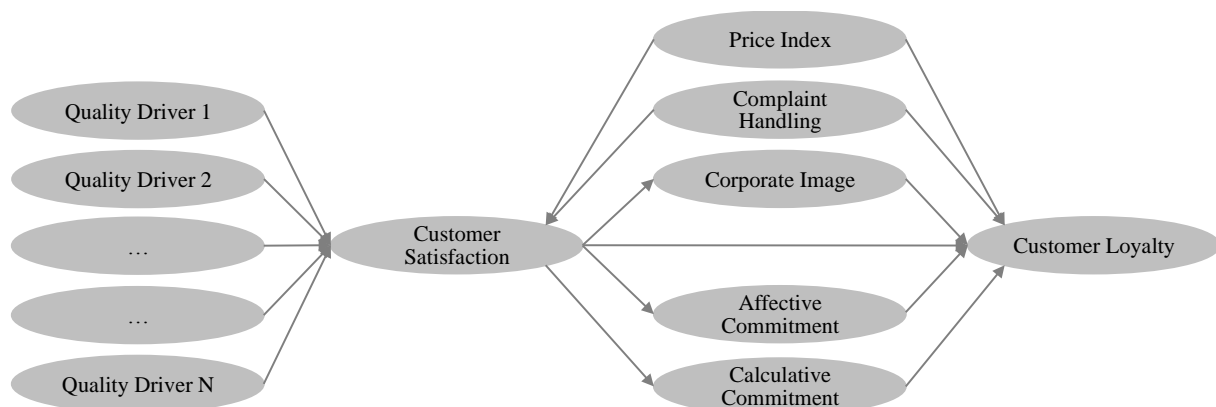 Price Index
Quality Driver 1
Complaint
Handling
Quality Driver 2
Corporate Image
…
Customer
Satisfaction
Customer Loyalty
…
Affective
Commitment
Quality Driver N
Calculative
Commitment